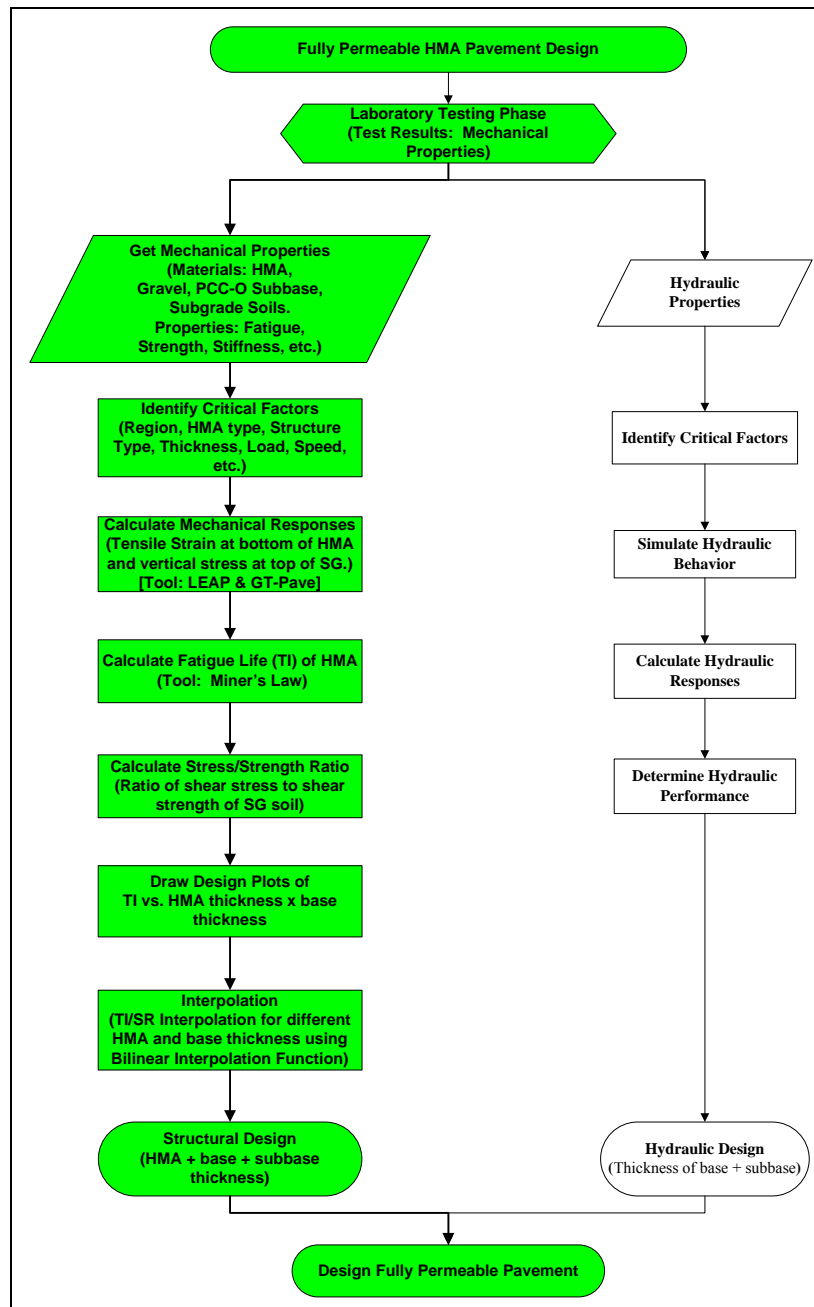 Fully Permeable HMA Pavement Design
Laboratory Testing Phase
(Test Results:  Mechanical
Properties)
Get Mechanical Properties
(Materials: HMA,
Gravel, PCC-O Subbase,
Subgrade Soils.
Properties: Fatigue,
Strength, Stiffness, etc.)
Identify Critical Factors
(Region, HMA type, Structure
Type, Thickness, Load, Speed,
etc.)
Calculate Mechanical Responses
(Tensile Strain at bottom of HMA
and vertical stress at top of SG.)
[Tool: LEAP & GT-Pave]
Calculate Fatigue Life (TI) of HMA
(Tool:  Miner's Law)
Calculate Stress/Strength Ratio
(Ratio of shear stress to shear
strength of SG soil)
Draw Design Plots of
TI vs. HMA thickness x base
thickness
Interpolation
(TI/SR Interpolation for different
HMA and base thickness using
Bilinear Interpolation Function)
Structural Design
(HMA + base + subbase
thickness)
Hydraulic
Properties
Identify Critical Factors
Simulate Hydraulic
Behavior
Calculate Hydraulic
Responses
Determine Hydraulic
Performance
Hydraulic Design
(Thickness of base + subbase)
Design Fully Permeable Pavement